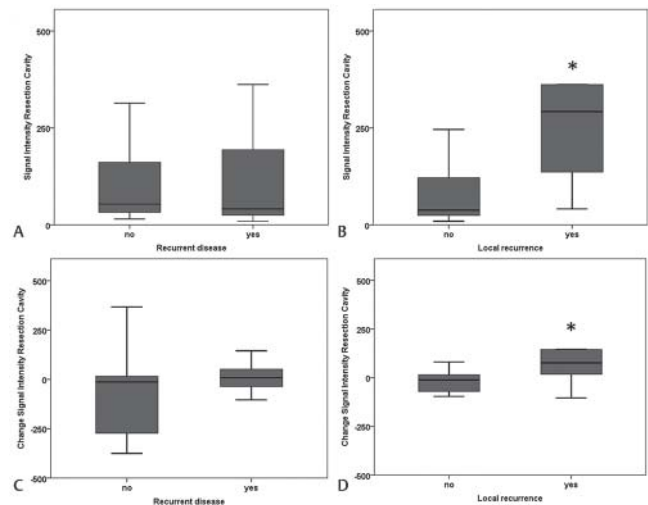 500
250
0
Signal Intensity Resection Cavity
no
yes
A
Recurrent disease
500
250
0
Signal Intensity Resection Cavity
*
no
yes
B
Local recurrence
500
250
0
-250
-500
Change Signal Intensity Resection Cavity
no
yes
C
Recurrent disease
500
250
0
-250
-500
Change Signal Intensity Resection Cavity
*
no
yes
D
Local recurrence